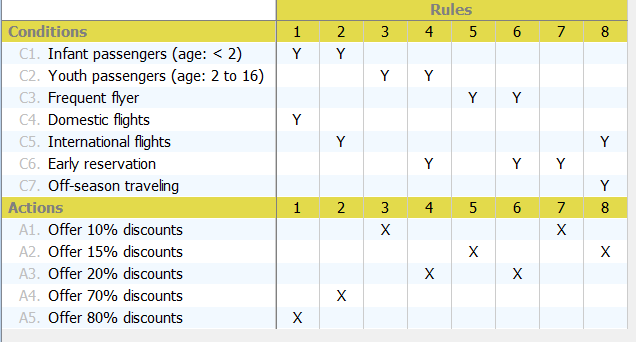 Rules
Conditions 1 2 3 4 5 6 7 8
C1. Infant passengers (age: < 2) Y Y
C2. Youth passengers (age: 2 to 16) Y Y
C3. Frequent flyer Y Y
C4. Domestic flights Y
C5. International flights Y Y
C6. Early reservation Y Y Y
C7. Off-season traveling Y
Actions 1 2 3 4 5 6 7 8
A1. Offer 10% discounts X X
A2. Offer 15% discounts X X
A3. Offer 20% discounts X X
A4. Offer 70% discounts X
A5. Offer 80% discounts X